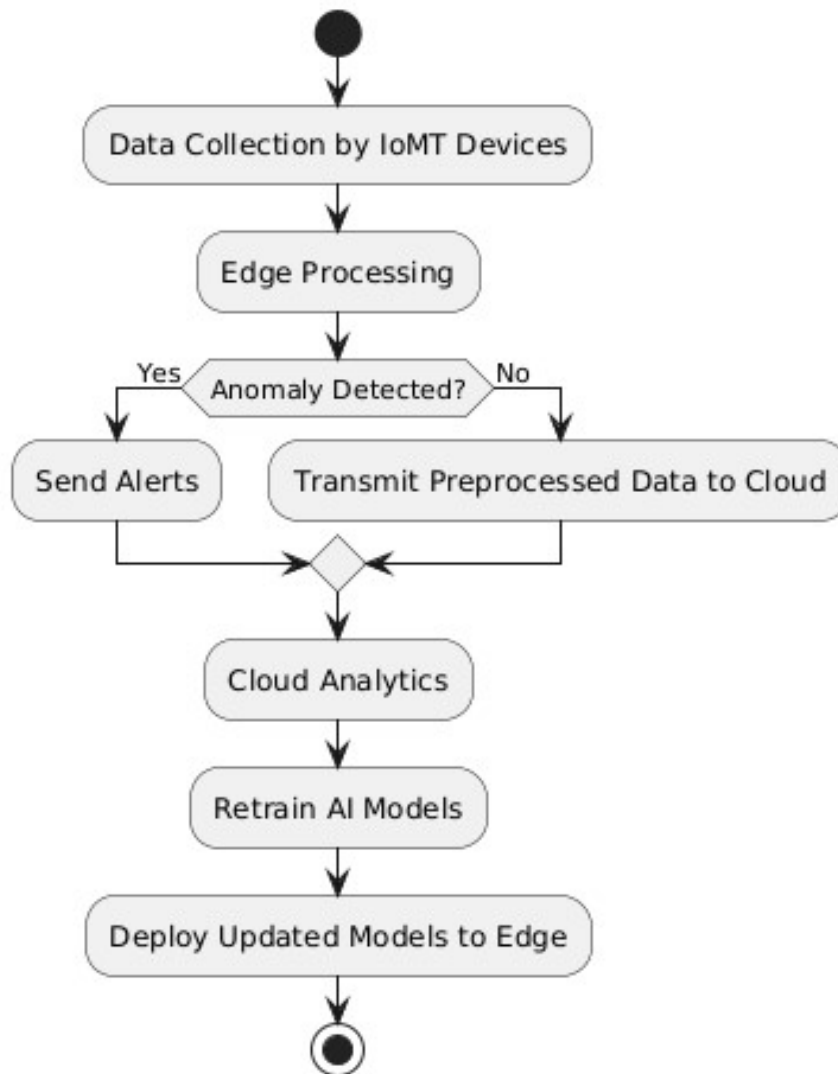 Data Collection by IoMT Devices
Edge Processing
Yes
Anomaly Detected?
No
Send Alerts
Transmit Preprocessed Data to Cloud
Cloud Analytics
Retrain AI Models
Deploy Updated Models to Edge